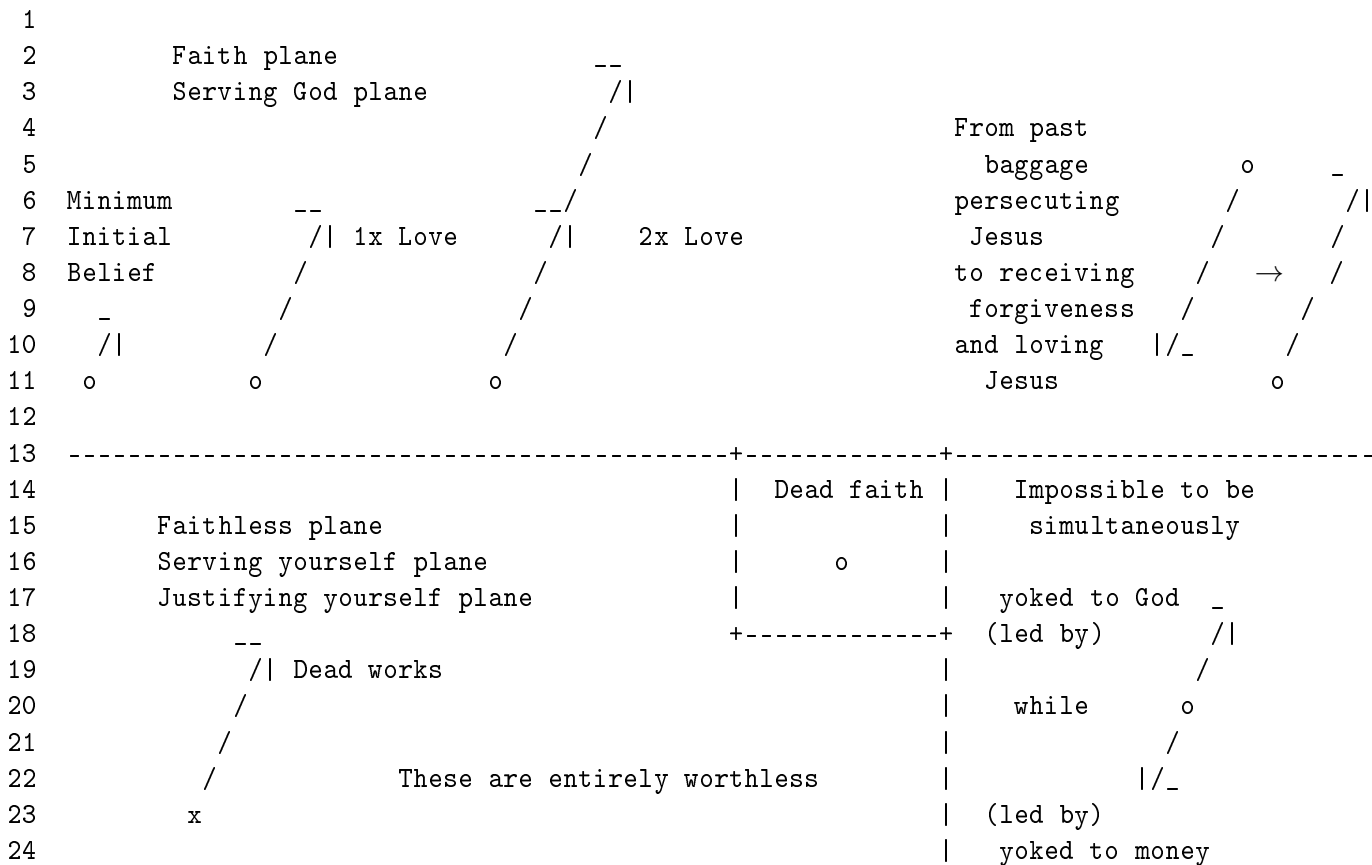 1
2         Faith plane                 __
3         Serving God plane            /|
4                                     /                       From past
5                                    /                          baggage          o     _
6  Minimum        __              __/                         persecuting       /       /|
7  Initial         /| 1x Love      /|    2x Love               Jesus           /       /
8  Belief         /               /                           to receiving    /   →   /
9    _           /               /                             forgiveness   /       /
10   /|         /               /                             and loving   |/_      /
11  o          o               o                                Jesus              o
12
13 --------------------------------------------+-------------+----------------------------
14                                             |  Dead faith |    Impossible to be
15       Faithless plane                       |             |     simultaneously
16       Serving yourself plane                |      o      |
17       Justifying yourself plane             |             |   yoked to God  _
18            __                               +-------------+  (led by)       /|
19             /| Dead works                                 |                /
20            /                                              |    while      o
21           /                                               |              /
22          /            These are entirely worthless        |            |/_
23         x                                                 |  (led by)
24                                                           |   yoked to money